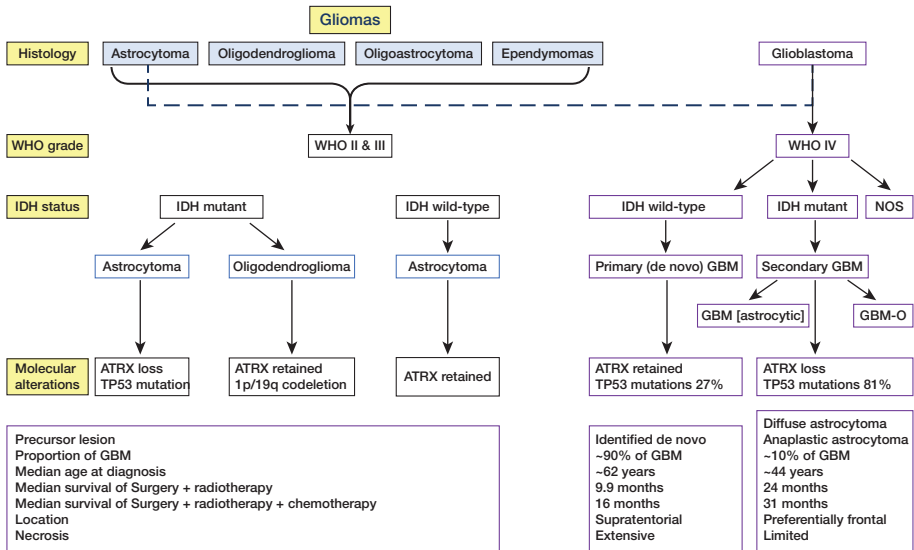 Gliomas
Histology
Astrocytoma
Oligodendroglioma
Oligoastrocytoma
Ependymomas
Glioblastoma
WHO grade
WHO II & III
WHO IV
IDH status
IDH mutant
IDH wild-type
IDH wild-type
IDH mutant
NOS
Astrocytoma
Oligodendroglioma
Astrocytoma
Primary (de novo) GBM
Secondary GBM
GBM [astrocytic]
GBM-O
Molecular
alterations
ATRX loss
TP53 mutation
ATRX retained
1p/19q codeletion
ATRX retained
ATRX retained
TP53 mutations 27%
ATRX loss
TP53 mutations 81%
Precursor lesion
Proportion of GBM
Median age at diagnosis
Median survival of Surgery + radiotherapy
Median survival of Surgery + radiotherapy + chemotherapy
Location
Necrosis
Identified de novo
~90% of GBM
~62 years
9.9 months
16 months
Supratentorial
Extensive
Diffuse astrocytoma
Anaplastic astrocytoma
~10% of GBM
~44 years
24 months
31 months
Preferentially frontal
Limited